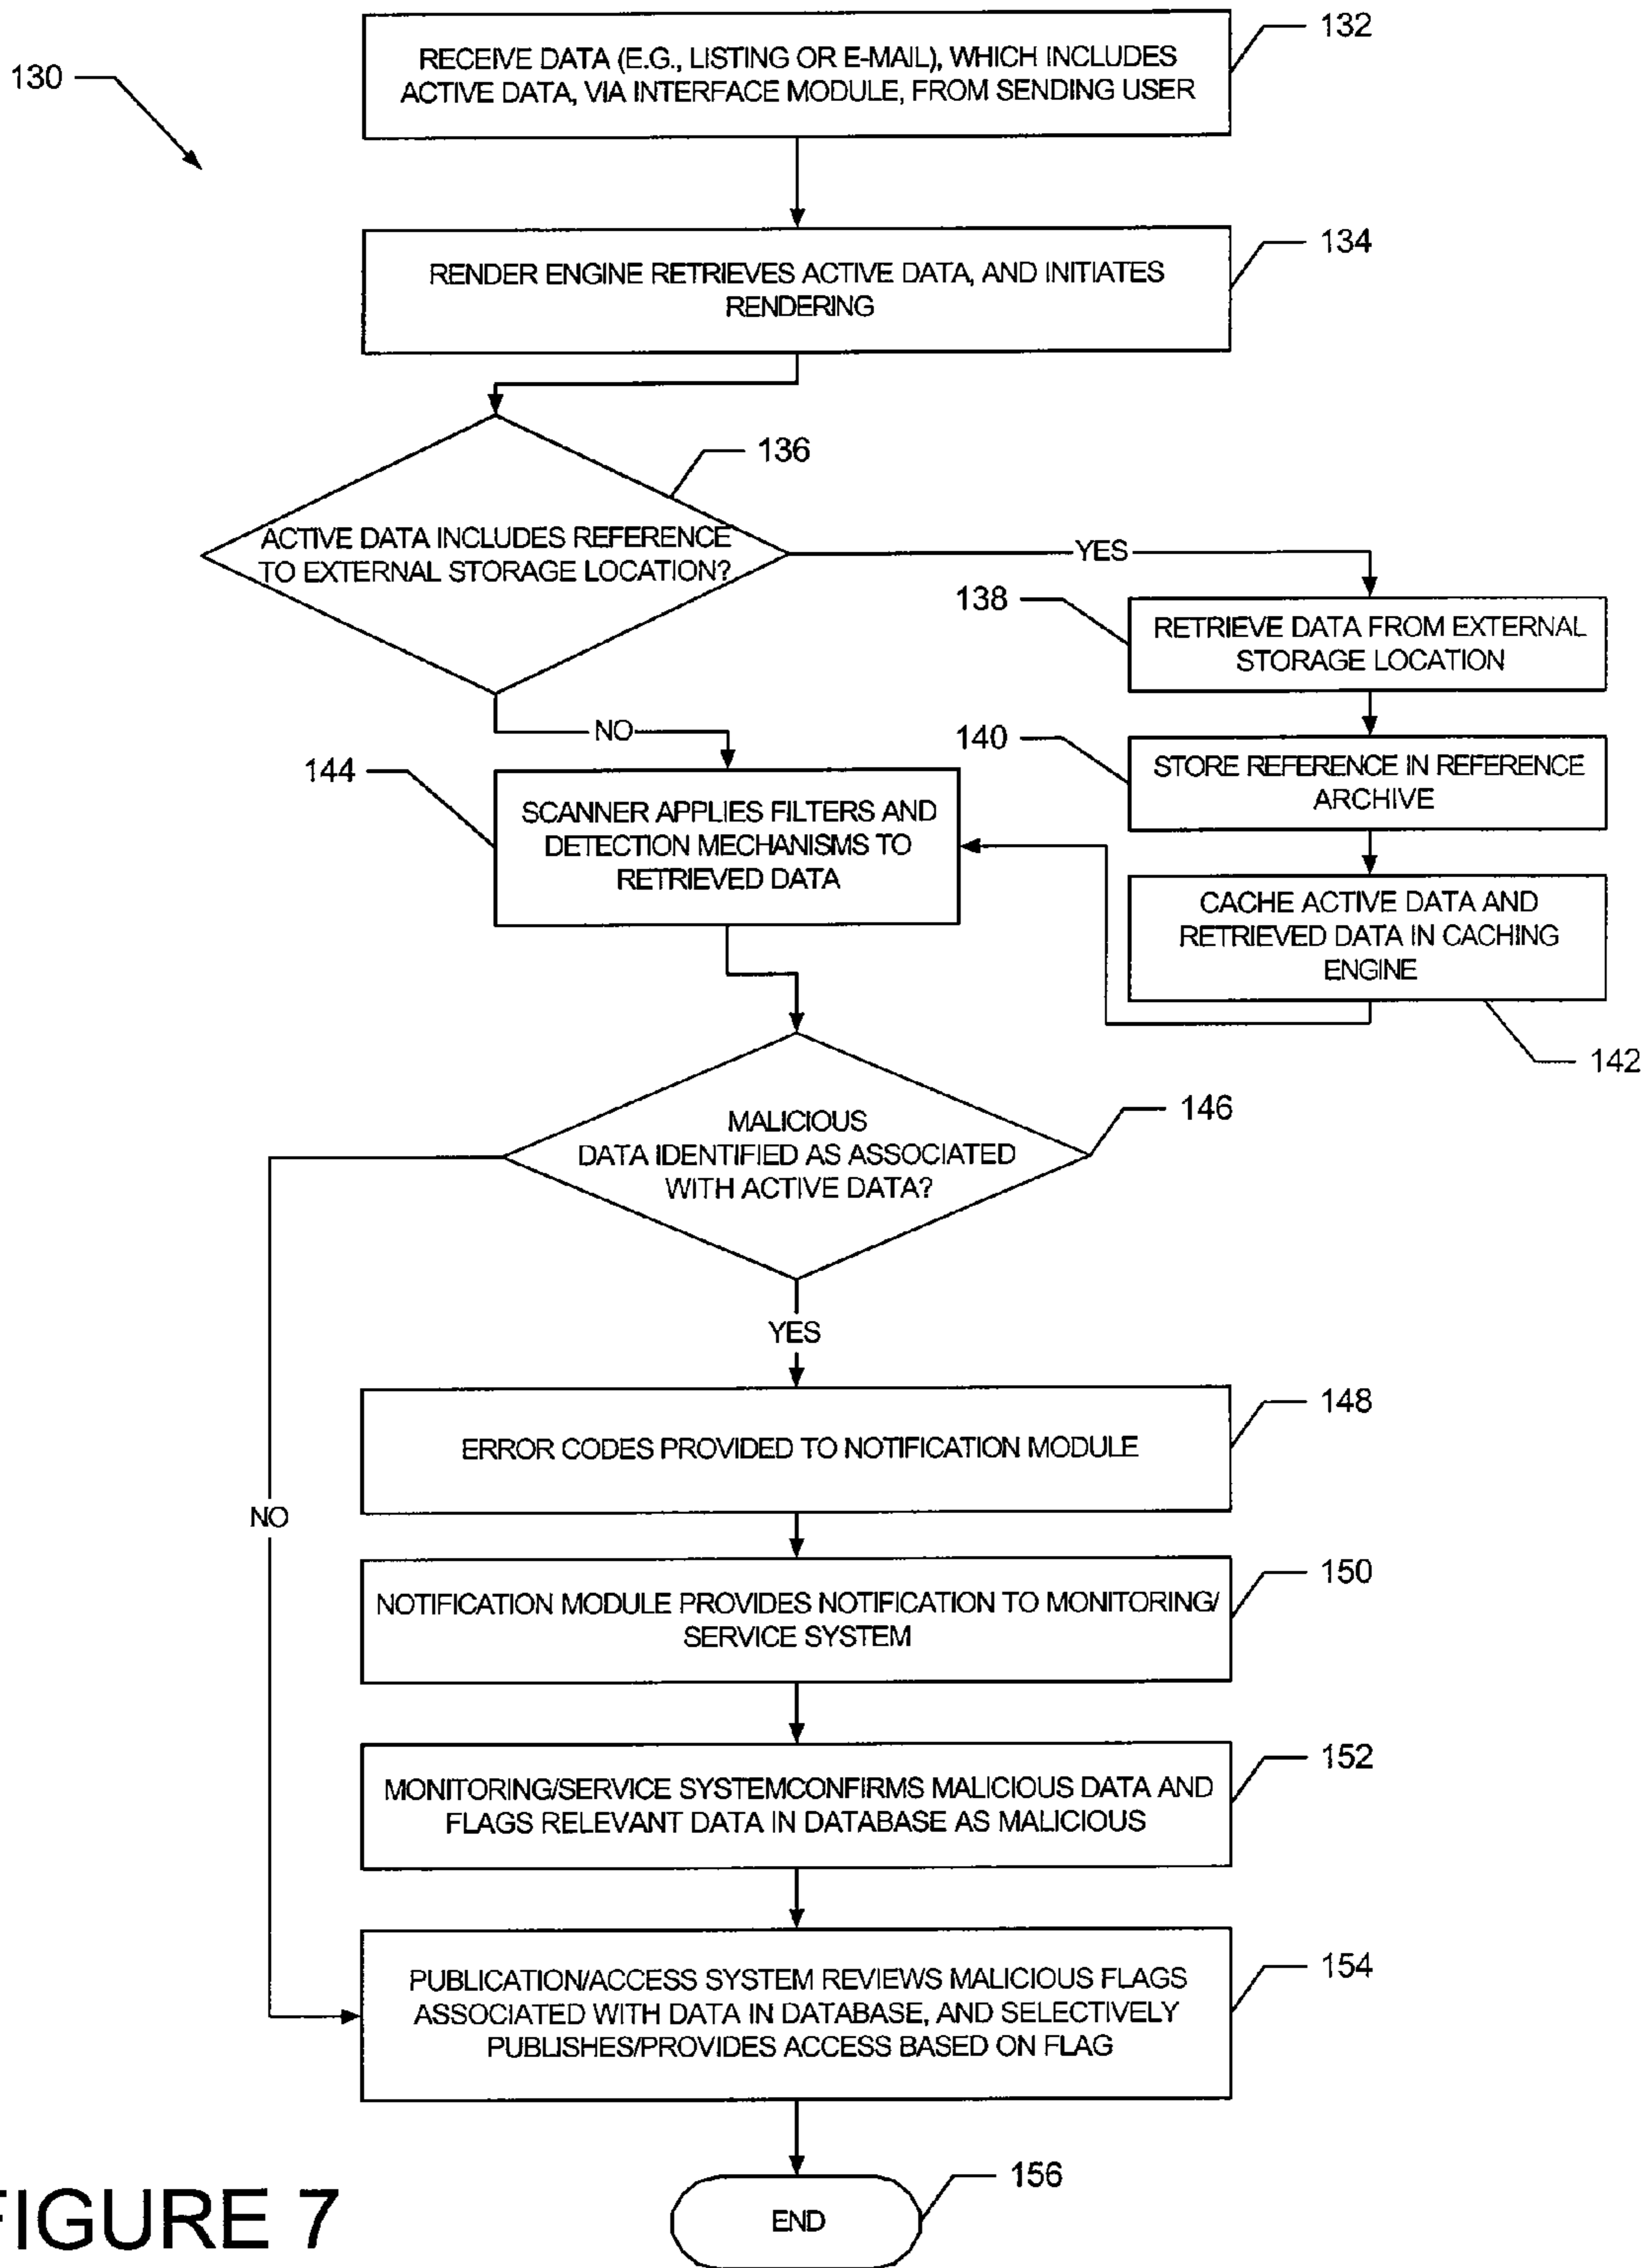 130
132
RECEIVE DATA (E.G., LISTING OR E-MAIL), WHICH INCLUDES
ACTIVE DATA, VIA INTERFACE MODULE, FROM SENDING USER
134
RENDER ENGINE RETRIEVES ACTIVE DATA, AND INITIATES
RENDERING
136
ACTIVE DATA INCLUDES REFERENCE
TO EXTERNAL STORAGE LOCATION?
YES
138
RETRIEVE DATA FROM EXTERNAL
STORAGE LOCATION
140
STORE REFERENCE IN REFERENCE
ARCHIVE
CACHE ACTIVE DATA AND
RETRIEVED DATA IN CACHING
ENGINE
142
NO
144
SCANNER APPLIES FILTERS AND
DETECTION MECHANISMS TO
RETRIEVED DATA
146
MALICIOUS
DATA IDENTIFIED AS ASSOCIATED
WITH ACTIVE DATA?
YES
NO
148
ERROR CODES PROVIDED TO NOTIFICATION MODULE
150
NOTIFICATION MODULE PROVIDES NOTIFICATION TO MONITORING/
SERVICE SYSTEM
152
MONITORING/SERVICE SYSTEMCONFIRMS MALICIOUS DATA AND
FLAGS RELEVANT DATA IN DATABASE AS MALICIOUS
154
PUBLICATION/ACCESS SYSTEM REVIEWS MALICIOUS FLAGS
ASSOCIATED WITH DATA IN DATABASE, AND SELECTIVELY
PUBLISHES/PROVIDES ACCESS BASED ON FLAG
156
END
FIGURE 7